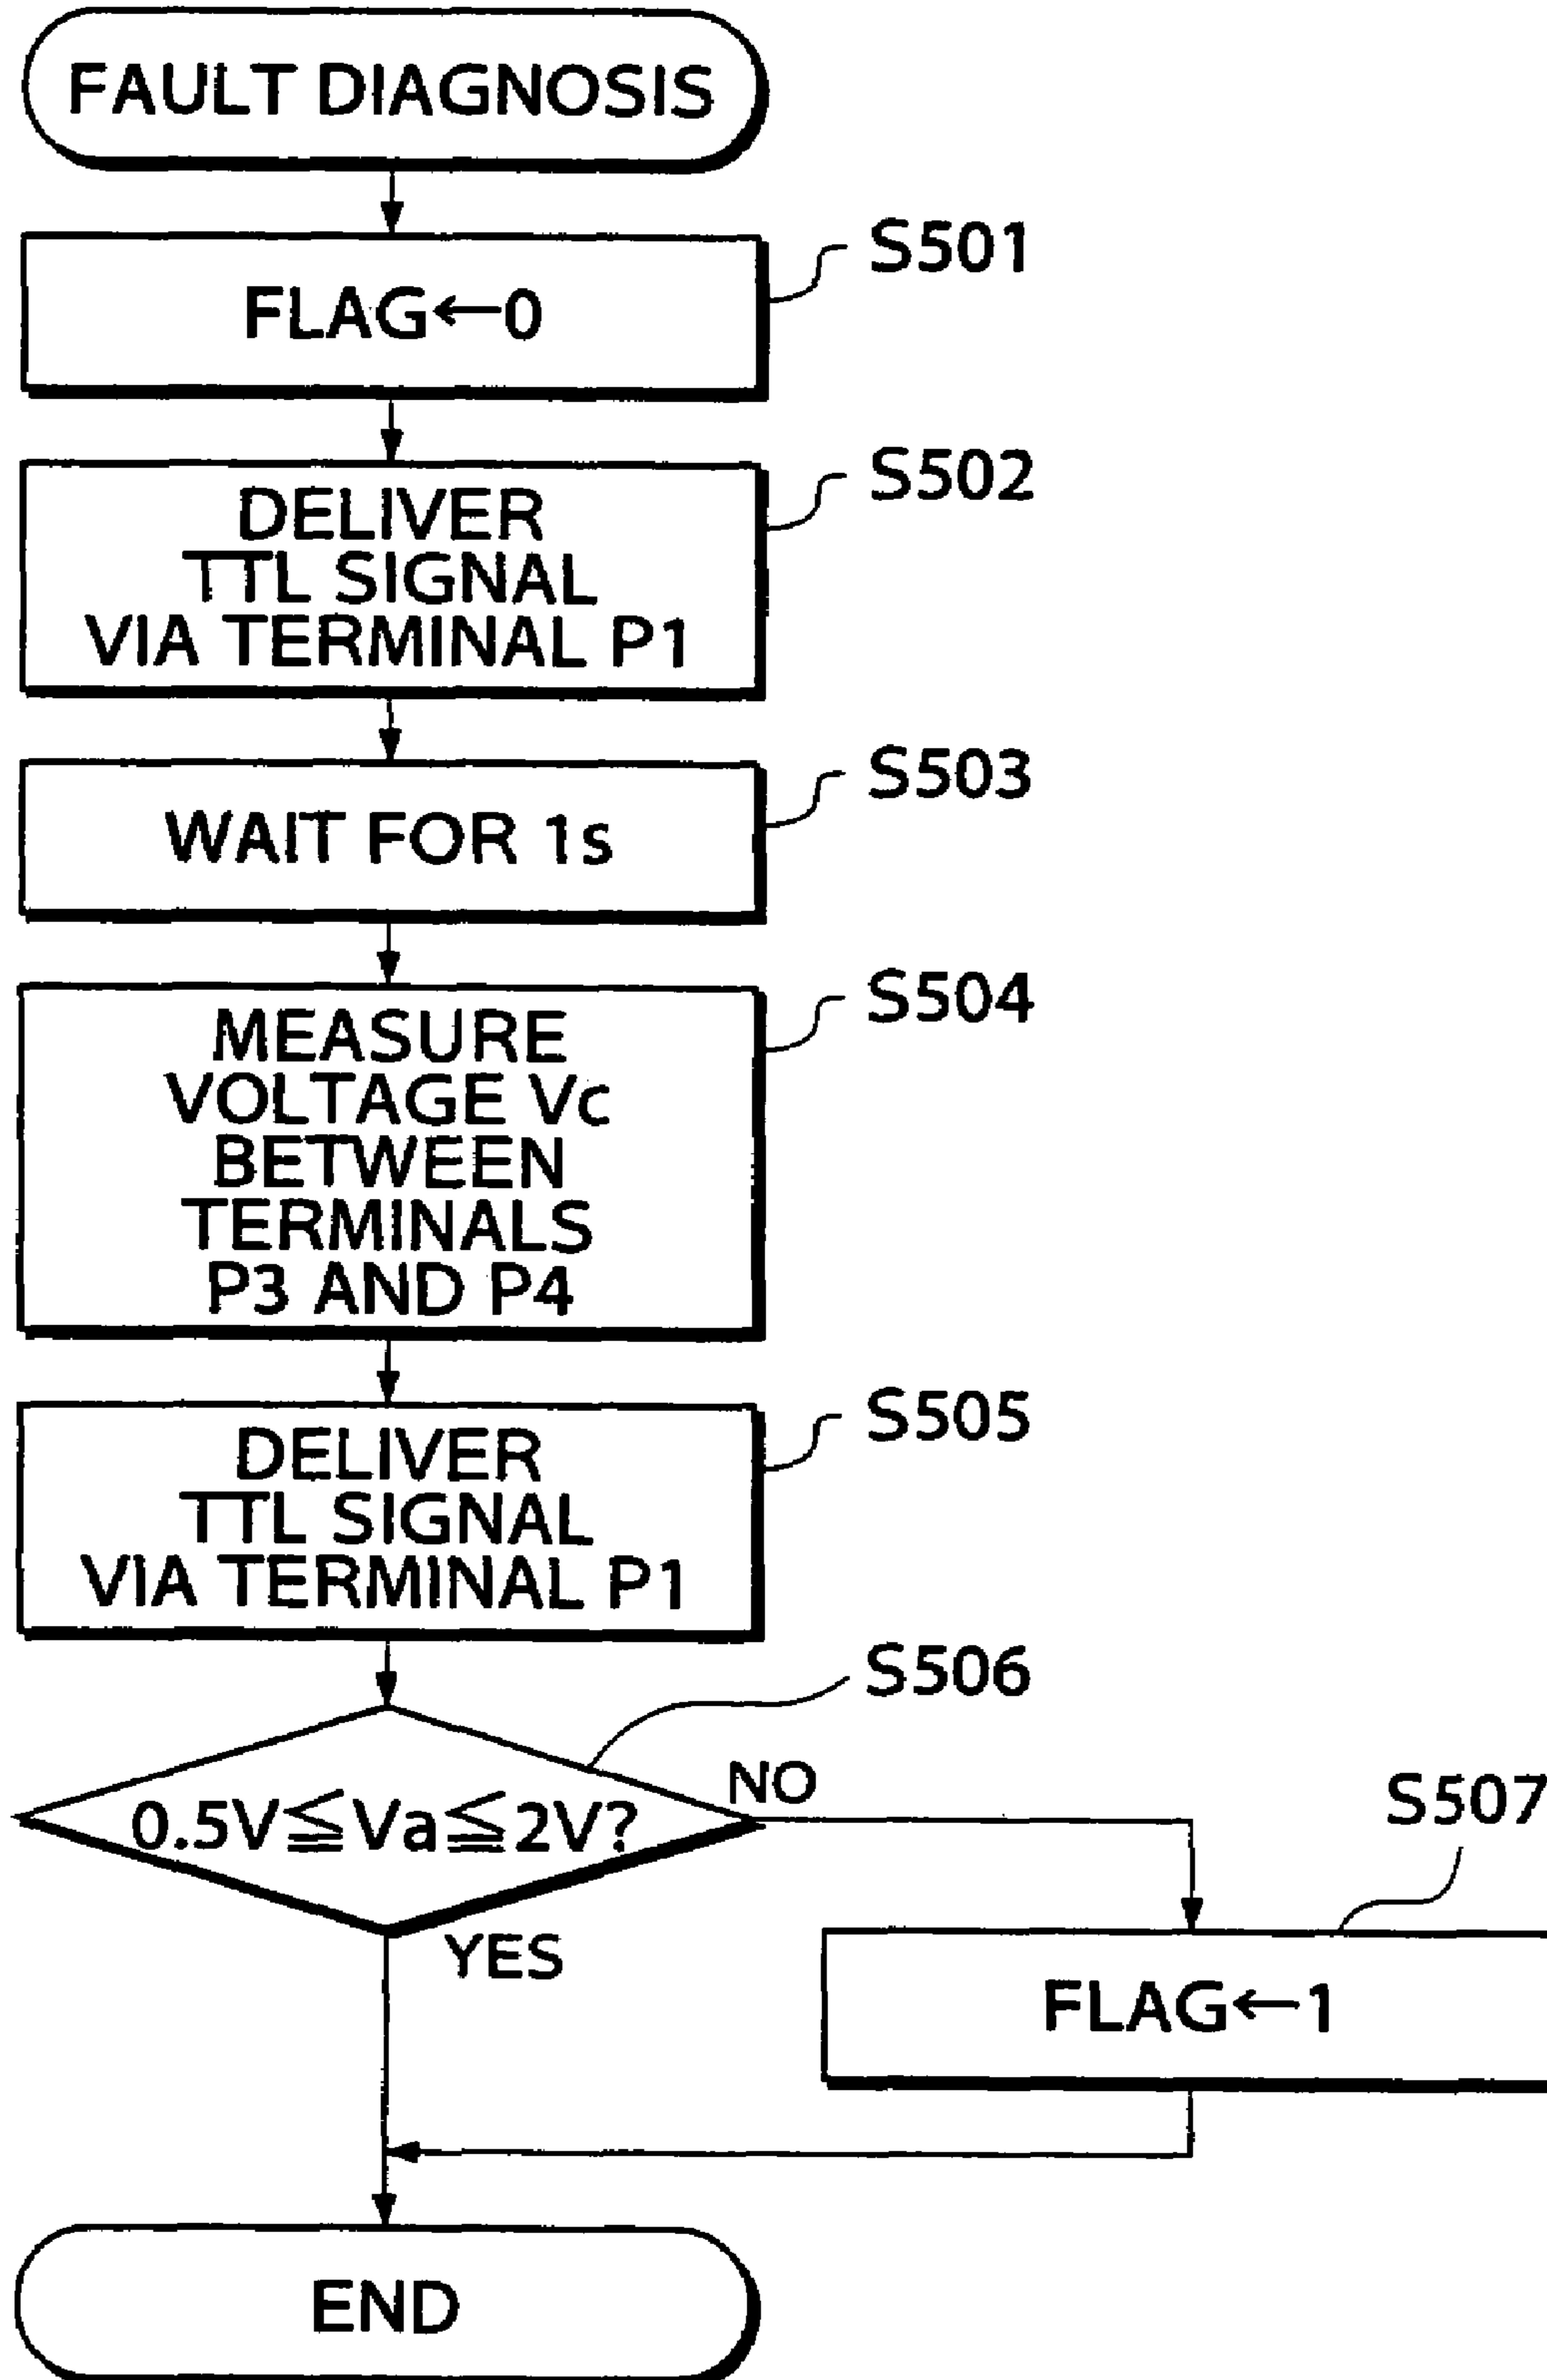 FAULT DIAGNOSIS
S501
FLAG←0
S502
DELIVER
TTL SIGNAL
VIA TERMINAL P1
S503
WAIT FOR 1s
S504
MEASURE
VOLTAGE Vc
BETWEEN
TERMINALS
P3 AND P4
S505
DELIVER
TTL SIGNAL
VIA TERMINAL P1
S506
0.5V≦Va≦2V?
NO
S507
YES
FLAG←1
END